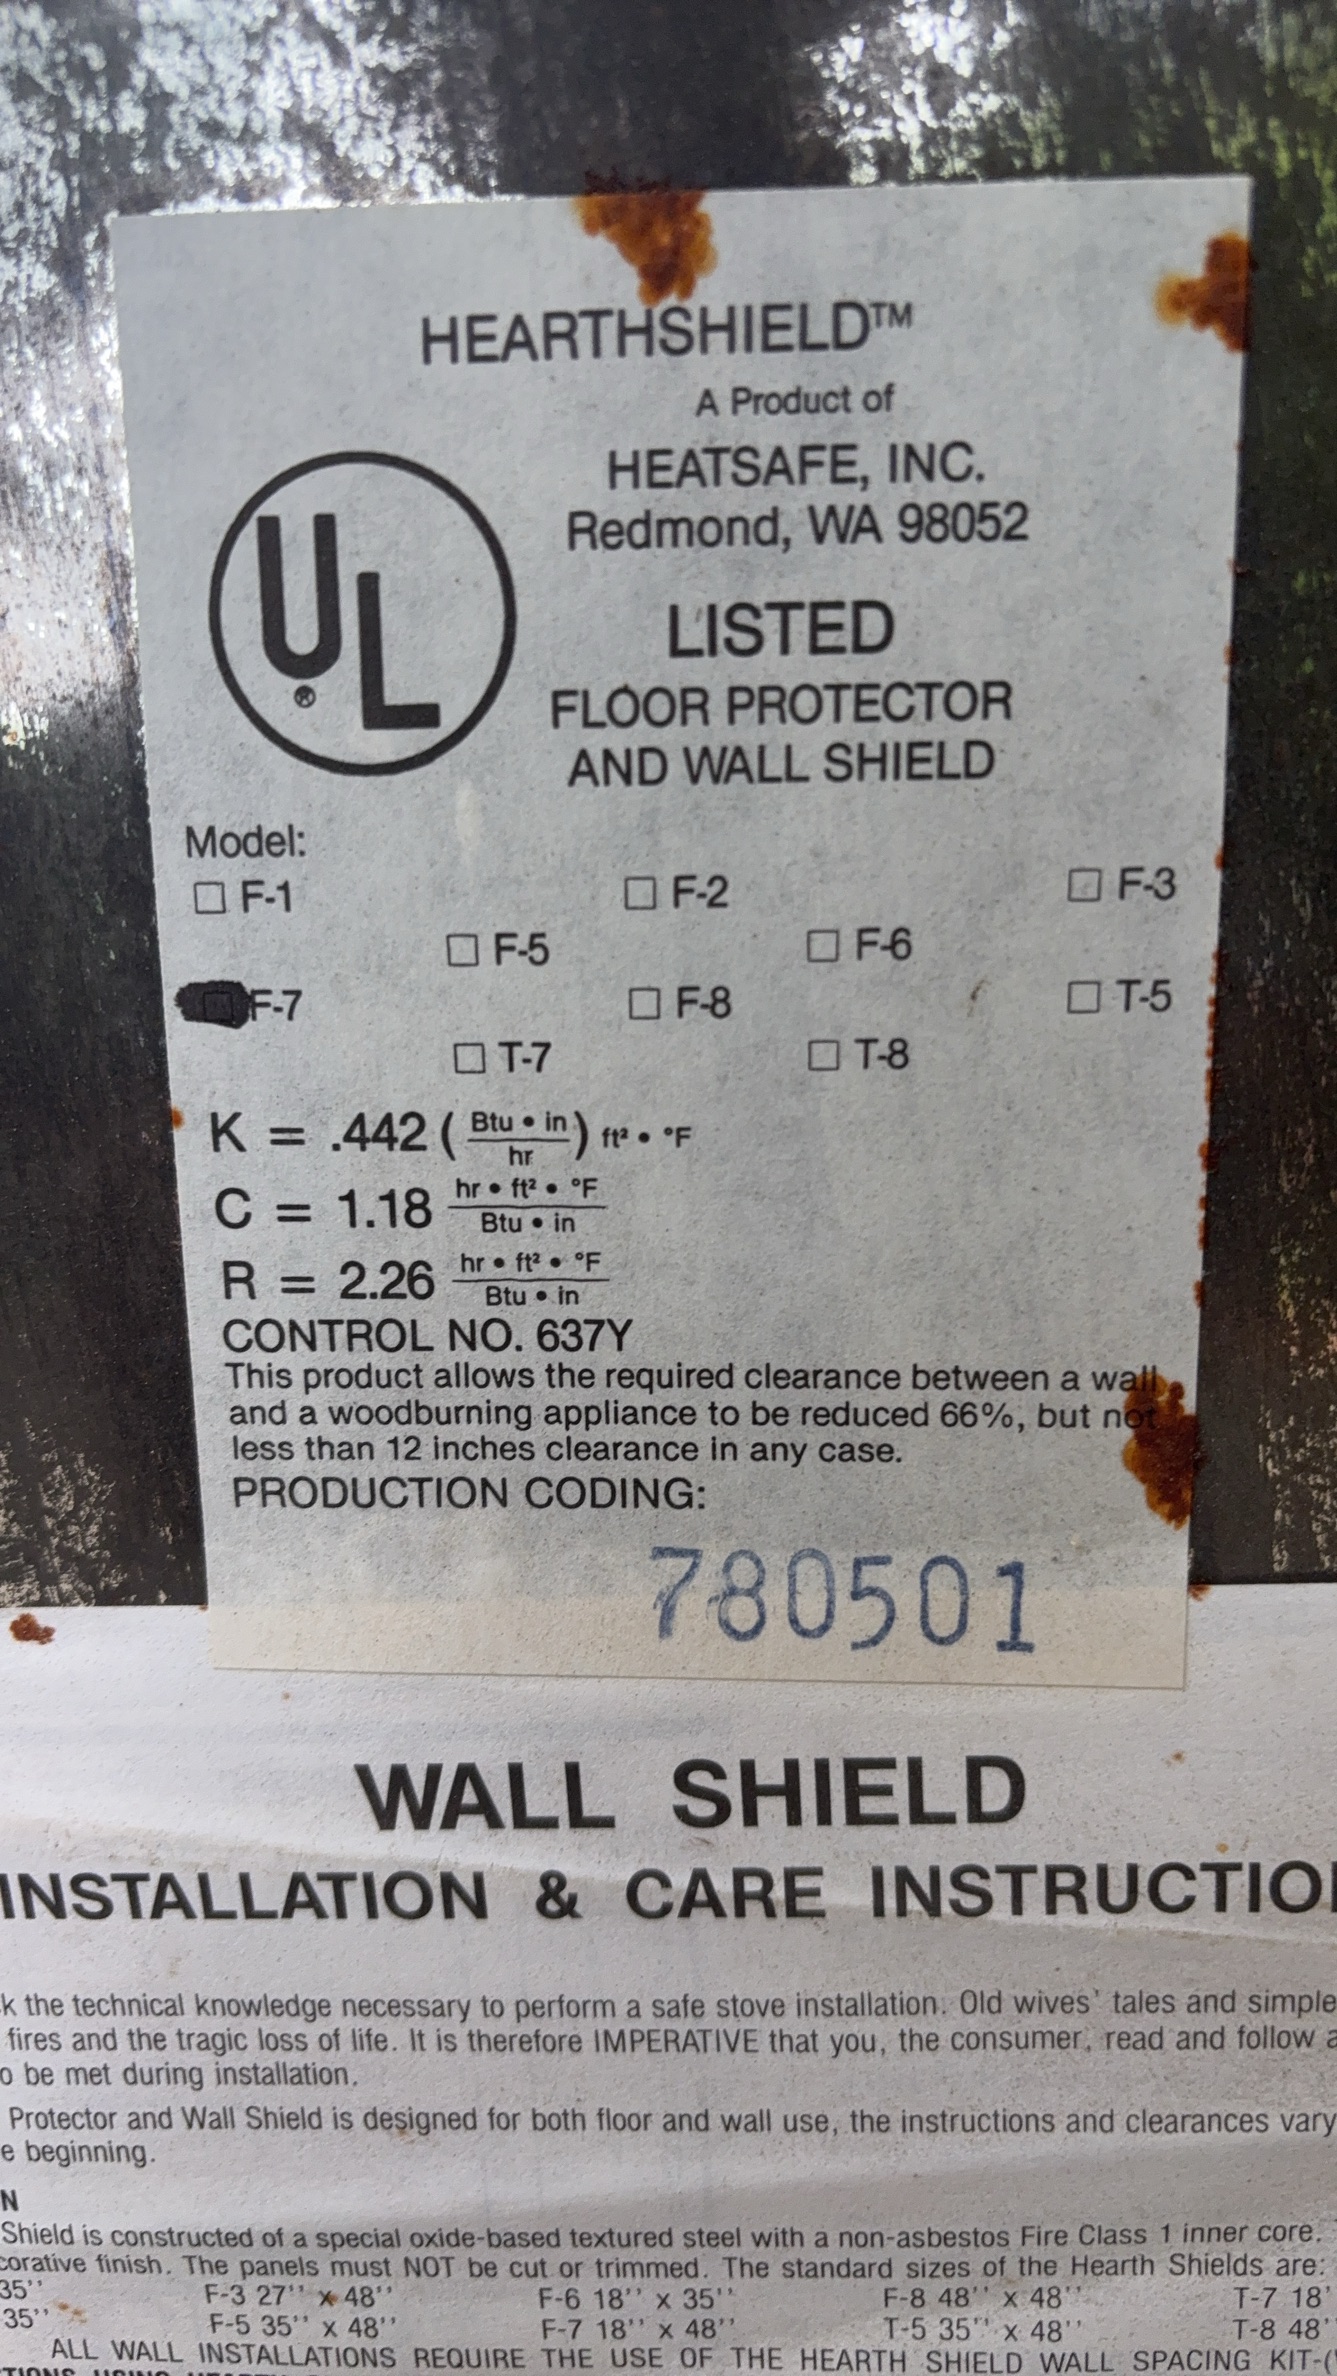 HEARTHSHIELD™
A Product of
HEATSAFE, INC.
Redmond, WA 98052
UL
®
LISTED
FLOOR PROTECTOR
AND WALL SHIELD
Model:
☐ F-1 ☐ F-2 ☐ F-3
☐ F-5 ☐ F-6
F-7 ☐ F-8 ☐ T-5
☐ T-7 ☐ T-8
K = .442 ( Btu • in / hr ) ft² • °F
C = 1.18 hr • ft² • °F / Btu • in
R = 2.26 hr • ft² • °F / Btu • in
CONTROL NO. 637Y
This product allows the required clearance between a wall
and a woodburning appliance to be reduced 66%, but not
less than 12 inches clearance in any case.
PRODUCTION CODING:
780501
WALL SHIELD
INSTALLATION & CARE INSTRUCTIO
k the technical knowledge necessary to perform a safe stove installation. Old wives' tales and simple
fires and the tragic loss of life. It is therefore IMPERATIVE that you, the consumer, read and follow a
o be met during installation.
Protector and Wall Shield is designed for both floor and wall use, the instructions and clearances vary
e beginning.
N
Shield is constructed of a special oxide-based textured steel with a non-asbestos Fire Class 1 inner core.
corative finish. The panels must NOT be cut or trimmed. The standard sizes of the Hearth Shields are:
35'' F-3 27'' x 48'' F-6 18'' x 35'' F-8 48'' x 48'' T-7 18'
35'' F-5 35'' x 48'' F-7 18'' x 48'' T-5 35'' x 48'' T-8 48'
ALL WALL INSTALLATIONS REQUIRE THE USE OF THE HEARTH SHIELD WALL SPACING KIT-(